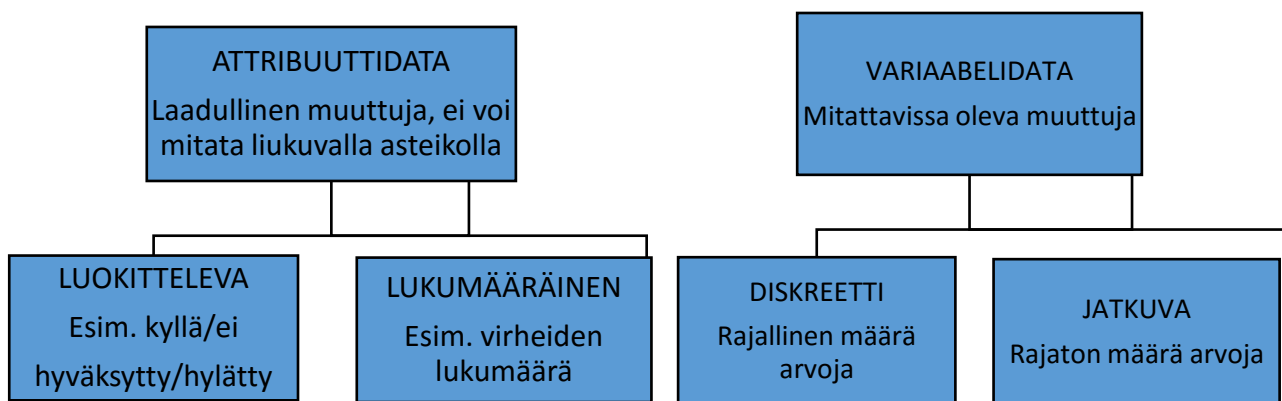 ATTRIBUUTTIDATA
Laadullinen muuttuja, ei voi
mitata liukuvalla asteikolla
VARIAABELIDATA
Mitattavissa oleva muuttuja
LUOKITTELEVA
Esim. kyllä/ei
hyväksytty/hylätty
LUKUMÄÄRÄINEN
Esim. virheiden
lukumäärä
DISKREETTI
Rajallinen määrä
arvoja
JATKUVA
Rajaton määrä arvoja